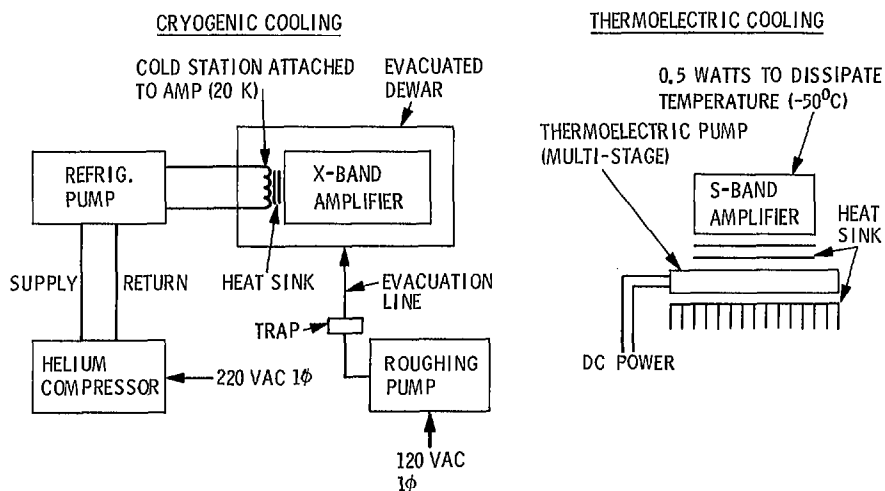 CRYOGENIC COOLING
COLD STATION ATTACHED
TO AMP (20 K)
EVACUATED
DEWAR
REFRIG.
PUMP
X-BAND
AMPLIFIER
SUPPLY
RETURN
HEAT SINK
EVACUATION
LINE
TRAP
HELIUM
COMPRESSOR
220 VAC 1ϕ
ROUGHING
PUMP
120 VAC
1ϕ
THERMOELECTRIC COOLING
0.5 WATTS TO DISSIPATE
TEMPERATURE (-50°C)
THERMOELECTRIC PUMP
(MULTI-STAGE)
S-BAND
AMPLIFIER
HEAT
SINK
DC POWER